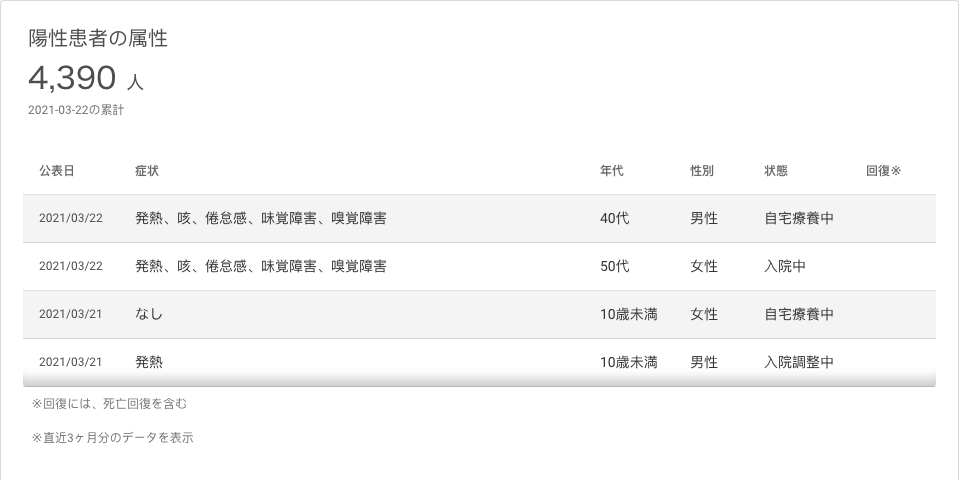 陽性患者の属性
4,390 人
2021-03-22の累計
公表日 症状 年代 性別 状態 回復※
2021/03/22 発熱、咳、倦怠感、味覚障害、嗅覚障害 40代 男性 自宅療養中
2021/03/22 発熱、咳、倦怠感、味覚障害、嗅覚障害 50代 女性 入院中
2021/03/21 なし 10歳未満 女性 自宅療養中
2021/03/21 発熱 10歳未満 男性 入院調整中
※回復には、死亡回復を含む
※直近3ヶ月分のデータを表示